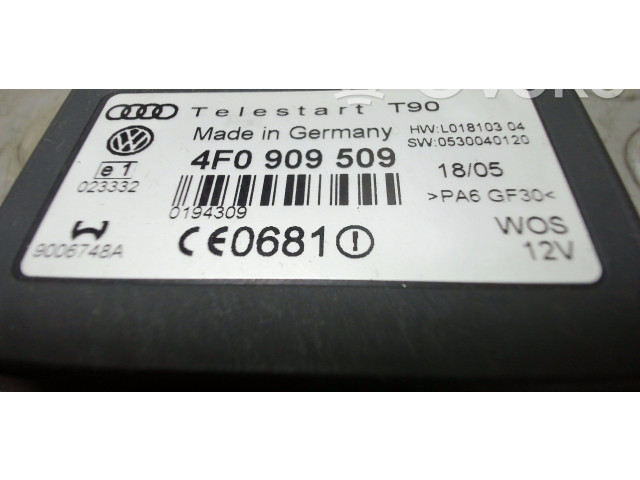 Telestart T90
Made in Germany
HW:L018103 04
SW:0530040120
e1
023332
4F0 909 509
18/05
0194309
>PA6 GF30<
9006748A
CE0681
WOS
12V